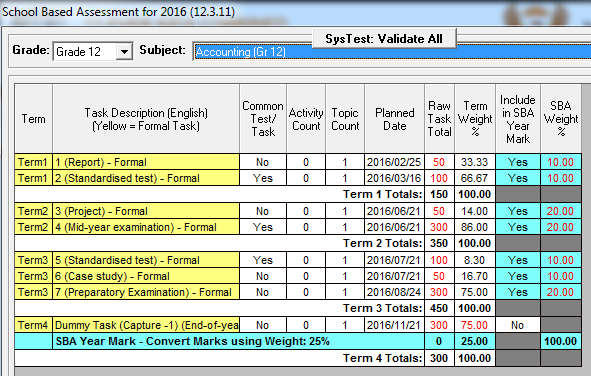 School Based Assessment for 2016 (12.3.11)
SysTest: Validate All
Grade: Grade 12 Subject: Accounting (Gr 12)
Term Task Description (English) (Yellow = Formal Task) Common Test/ Task Activity Count Topic Count Planned Date Raw Task Total Term Weight % Include in SBA Year Mark SBA Weight %
Term1 1 (Report) - Formal No 0 1 2016/02/25 50 33.33 Yes 10.00
Term1 2 (Standardised test) - Formal Yes 0 1 2016/03/16 100 66.67 Yes 10.00
Term 1 Totals: 150 100.00
Term2 3 (Project) - Formal No 0 1 2016/06/21 50 14.00 Yes 20.00
Term2 4 (Mid-year examination) - Formal Yes 0 1 2016/06/21 300 86.00 Yes 20.00
Term 2 Totals: 350 100.00
Term3 5 (Standardised test) - Formal Yes 0 1 2016/07/21 100 8.30 Yes 10.00
Term3 6 (Case study) - Formal No 0 1 2016/07/21 50 16.70 Yes 10.00
Term3 7 (Preparatory Examination) - Formal No 0 1 2016/08/24 300 75.00 Yes 20.00
Term 3 Totals: 450 100.00
Term4 Dummy Task (Capture -1) (End-of-yea No 0 1 2016/11/21 300 75.00 No
SBA Year Mark - Convert Marks using Weight: 25% 0 25.00 100.00
Term 4 Totals: 300 100.00